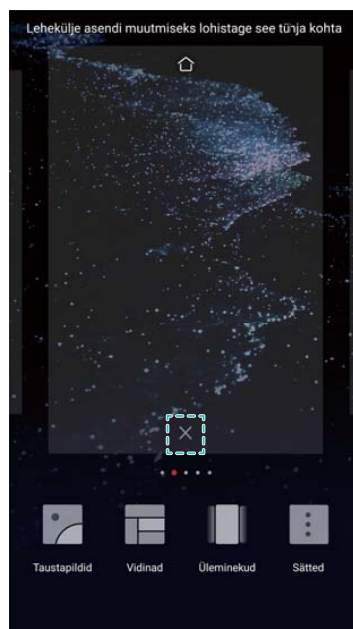 Lehekülje asendi muutmiseks lohistage see tühja kohta
Taustapildid
Vidinad
Üleminekud
Sätted